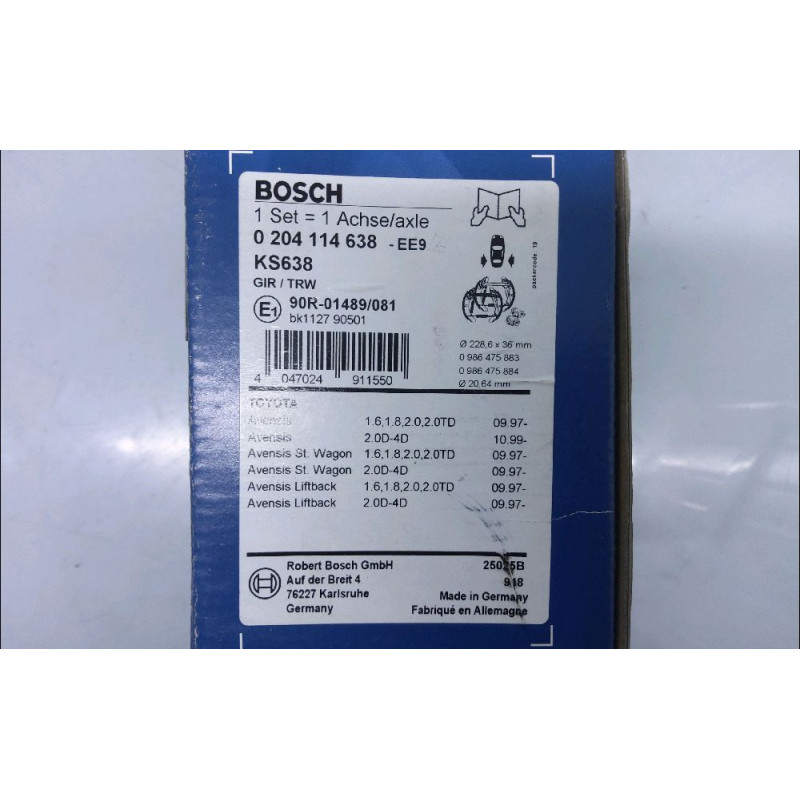 BOSCH
1 Set = 1 Achse/axle
0 204 114 638 - EE9
KS638
GIR / TRW
E1 90R-01489/081
bk1127 90501
4 047024 911550
packercode 19
Ø 228,6 x 36 mm
0 986 475 883
0 986 475 884
Ø 20,64 mm
TOYOTA
Avensis 1.6,1.8,2.0,2.0TD 09.97-
Avensis 2.0D-4D 10.99-
Avensis St. Wagon 1.6,1.8,2.0,2.0TD 09.97-
Avensis St. Wagon 2.0D-4D 09.97-
Avensis Liftback 1.6,1.8,2.0,2.0TD 09.97-
Avensis Liftback 2.0D-4D 09.97-
Robert Bosch GmbH
Auf der Breit 4
76227 Karlsruhe
Germany
25025B
918
Made in Germany
Fabriqué en Allemagne